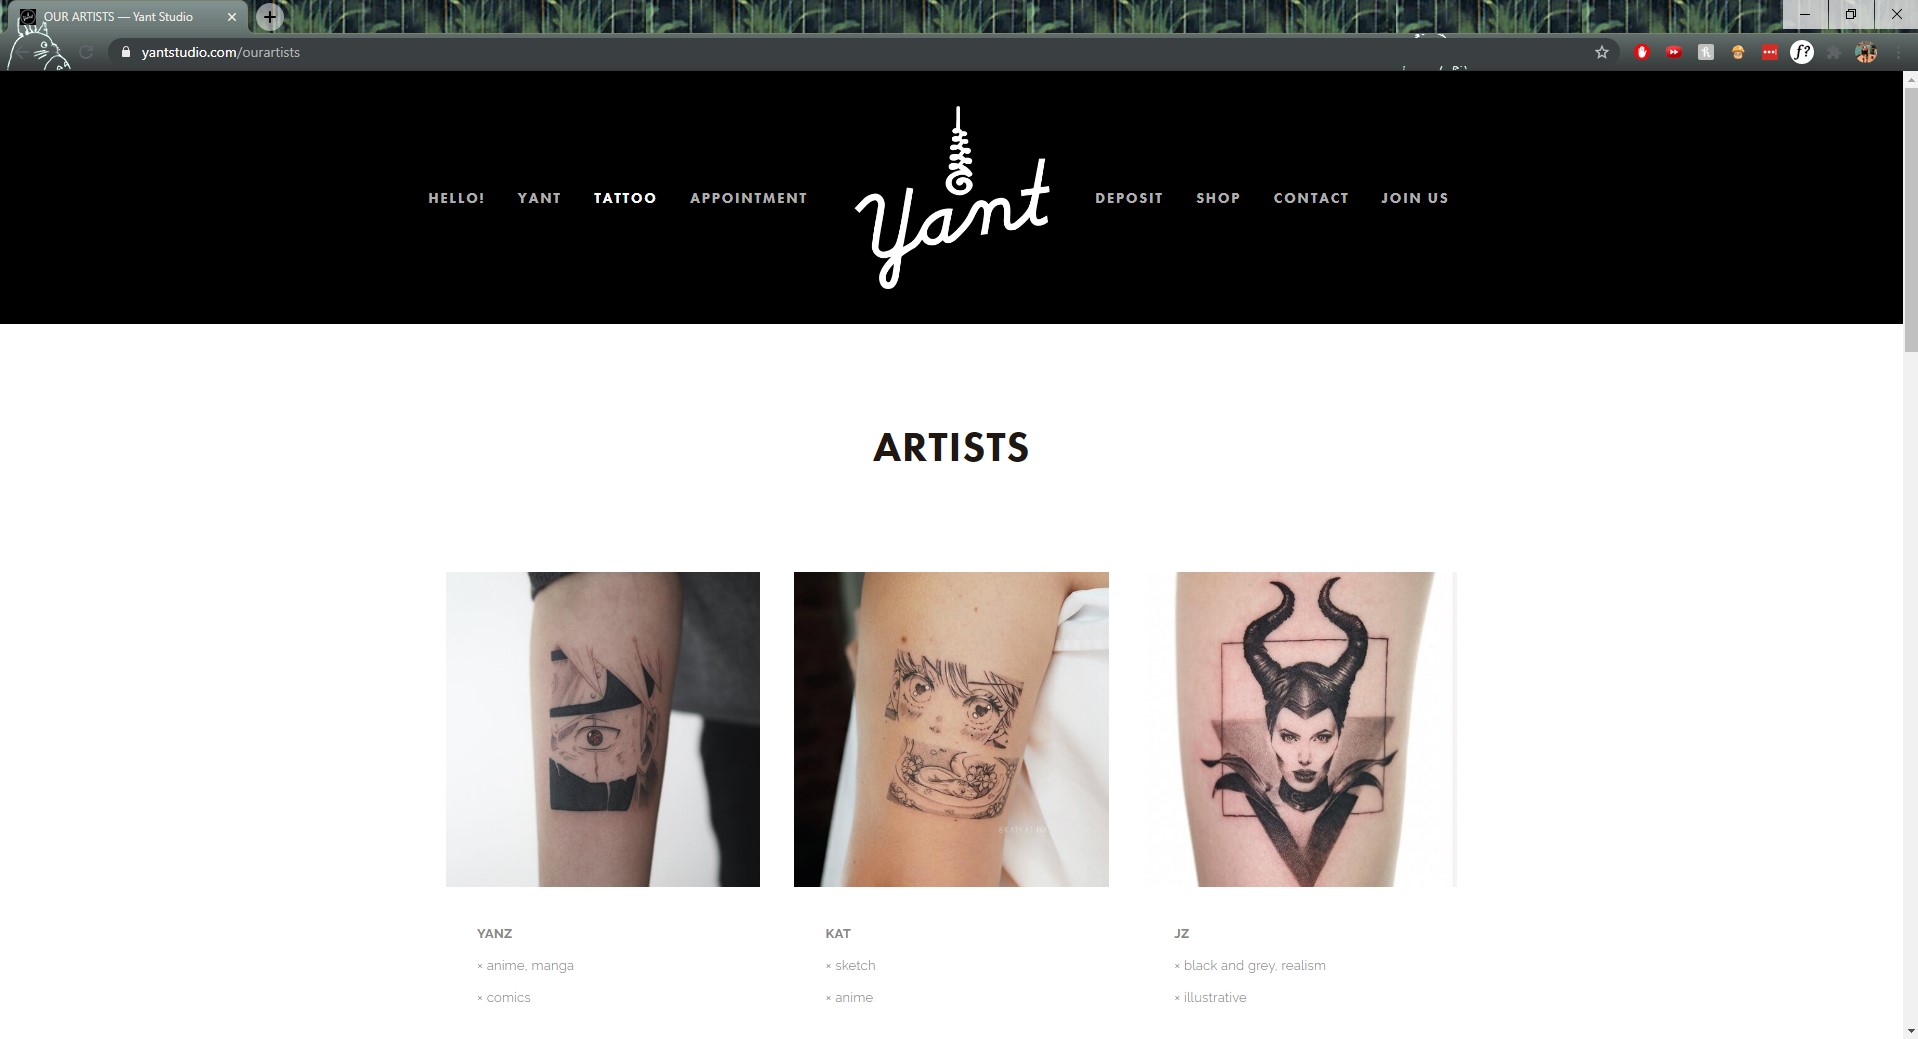 OUR ARTISTS — Yant Studio
yantstudio.com/ourartists
f?
HELLO!
YANT
TATTOO
APPOINTMENT
Yant
DEPOSIT
SHOP
CONTACT
JOIN US
ARTISTS
YANZ
× anime, manga
× comics
KAT
× sketch
× anime
JZ
× black and grey, realism
× illustrative